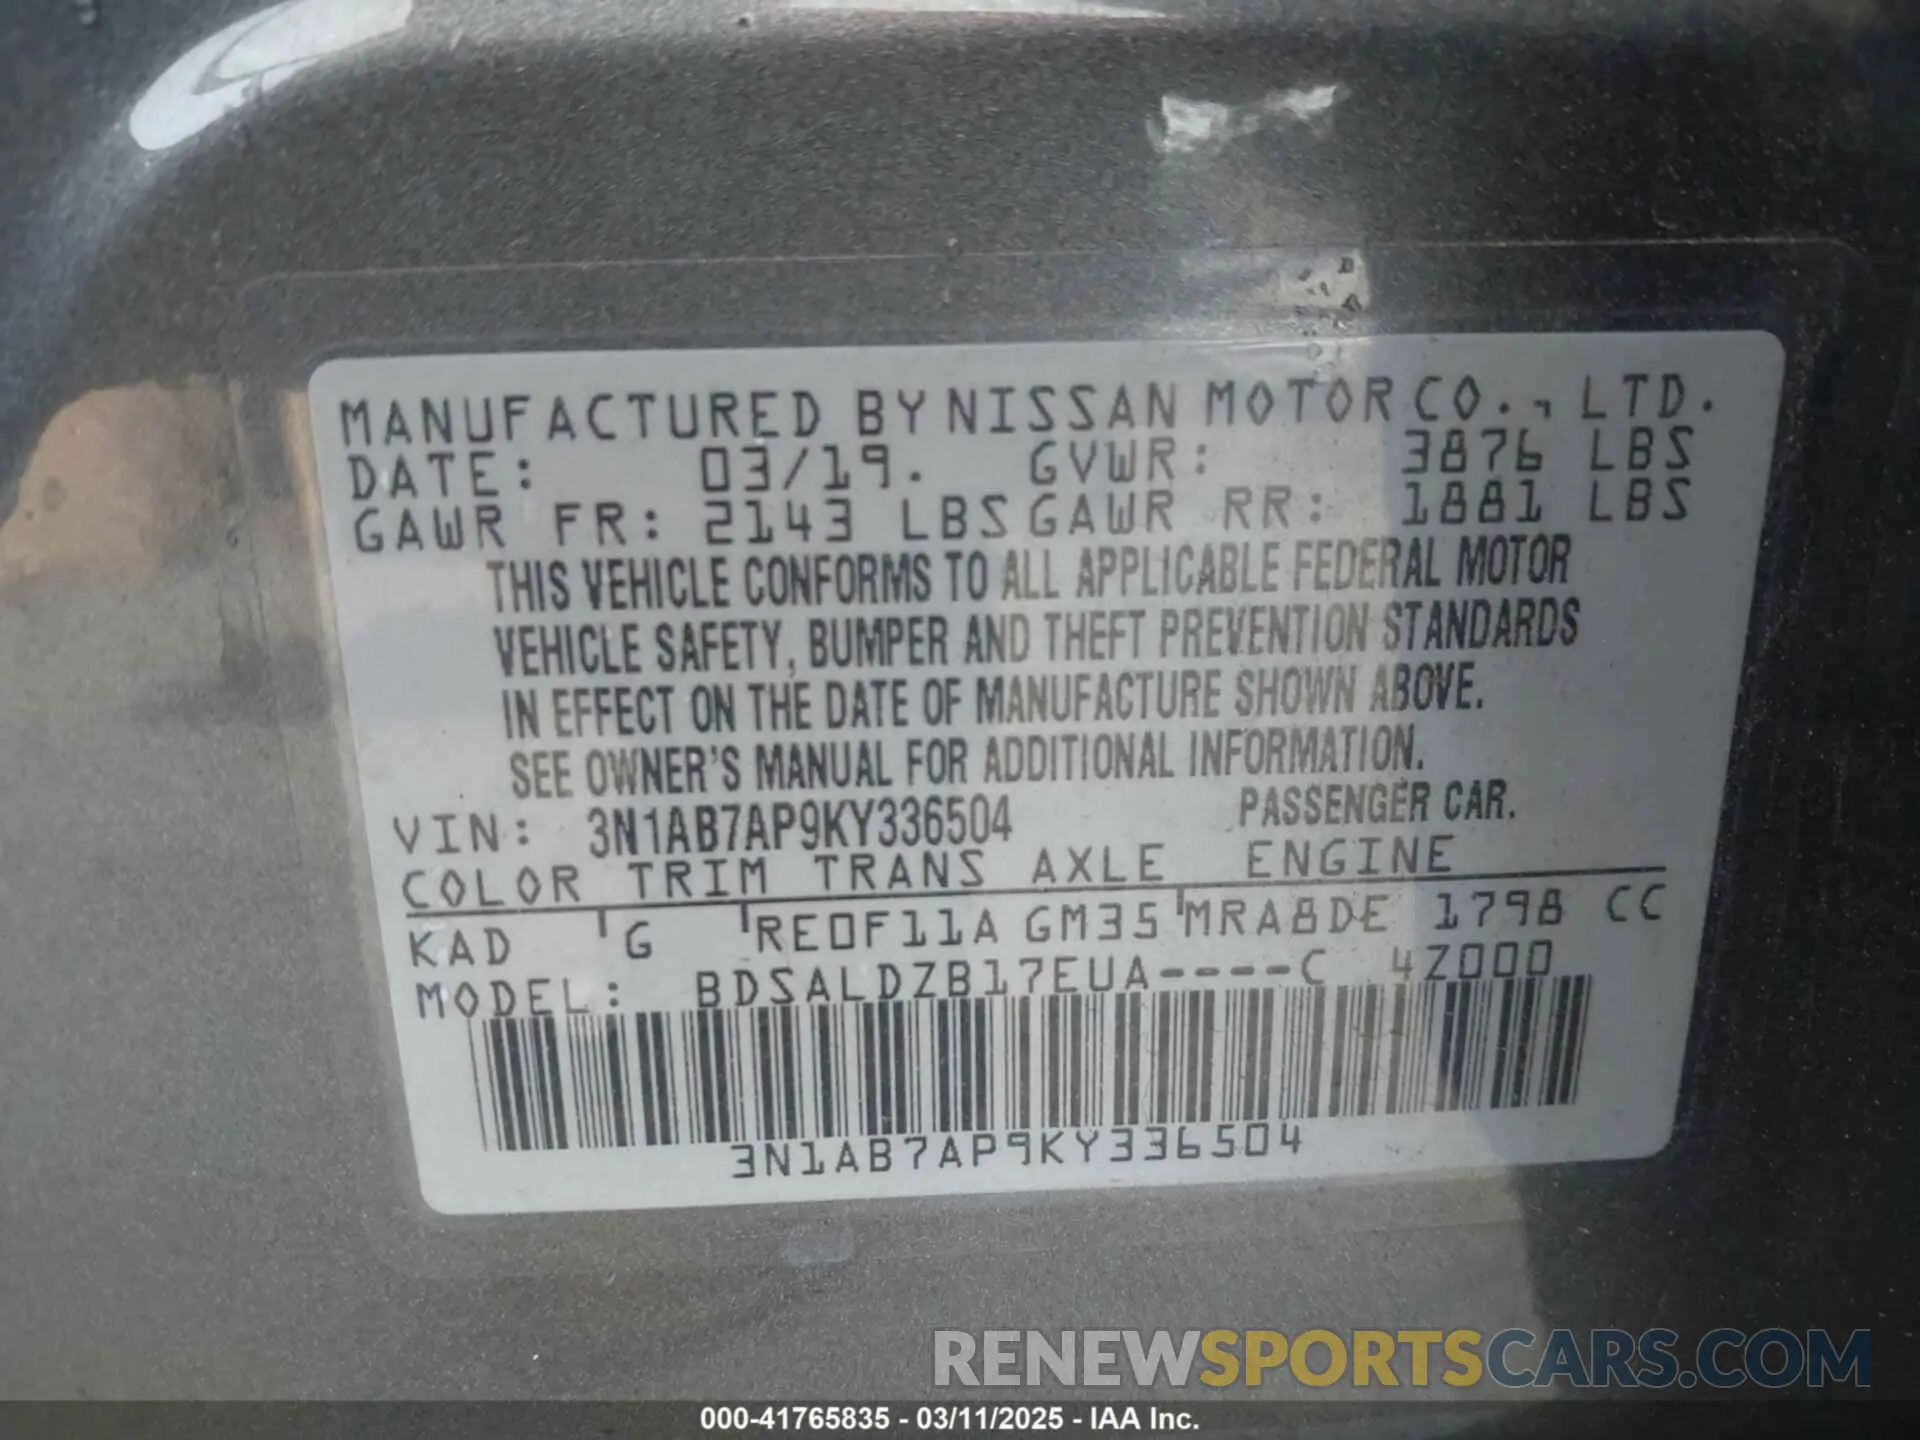 MANUFACTURED BY NISSAN MOTOR CO., LTD.
DATE: 03/19. GVWR: 3876 LBS
GAWR FR: 2143 LBS GAWR RR: 1881 LBS
THIS VEHICLE CONFORMS TO ALL APPLICABLE FEDERAL MOTOR
VEHICLE SAFETY, BUMPER AND THEFT PREVENTION STANDARDS
IN EFFECT ON THE DATE OF MANUFACTURE SHOWN ABOVE.
SEE OWNER'S MANUAL FOR ADDITIONAL INFORMATION.
VIN: 3N1AB7AP9KY336504 PASSENGER CAR.
COLOR TRIM TRANS AXLE ENGINE
KAD G RE0F11A GM35 MRA8DE 1798 CC
MODEL: BDSALDZB17EUA----C 4Z000
3N1AB7AP9KY336504
RENEWSPORTSCARS.COM
000-41765835 - 03/11/2025 - IAA Inc.